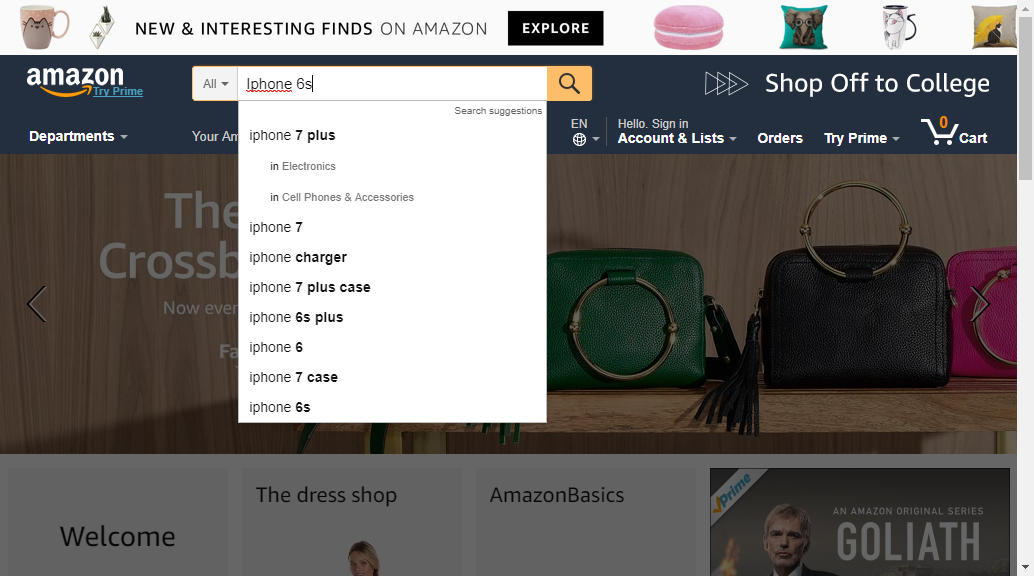 NEW & INTERESTING FINDS ON AMAZON EXPLORE
amazon
Try Prime
All
Iphone 6s
Shop Off to College
Search suggestions
Departments
Your Am
EN
Hello. Sign in
Account & Lists
Orders
Try Prime
0
Cart
iphone 7 plus
in Electronics
in Cell Phones & Accessories
iphone 7
iphone charger
iphone 7 plus case
iphone 6s plus
iphone 6
iphone 7 case
iphone 6s
The
Crossb
Now ever
Fa
Welcome
The dress shop
AmazonBasics
Prime
AN AMAZON ORIGINAL SERIES
GOLIATH